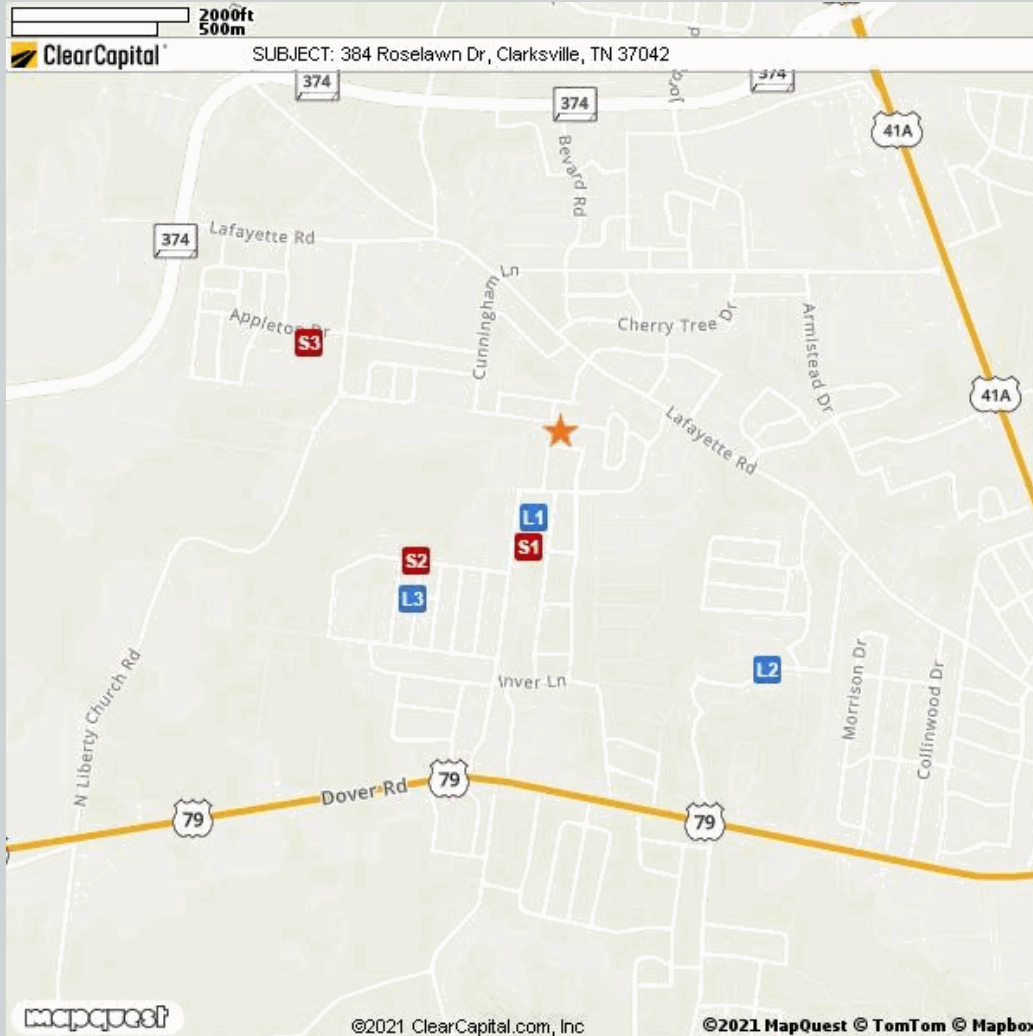 2000ft
500m
ClearCapital
SUBJECT: 384 Roselawn Dr, Clarksville, TN 37042
374
374
374
41A
Bevard Rd
374
Lafayette Rd
Cunningham Ln
Appleton Dr
S3
Cherry Tree Dr
Armistead Dr
41A
Lafayette Rd
L1
S1
S2
L3
L2
Inver Ln
Morrison Dr
Collinwood Dr
N Liberty Church Rd
Dover Rd
79
79
79
mapquest
©2021 ClearCapital.com, Inc
©2021 MapQuest © TomTom © Mapbox